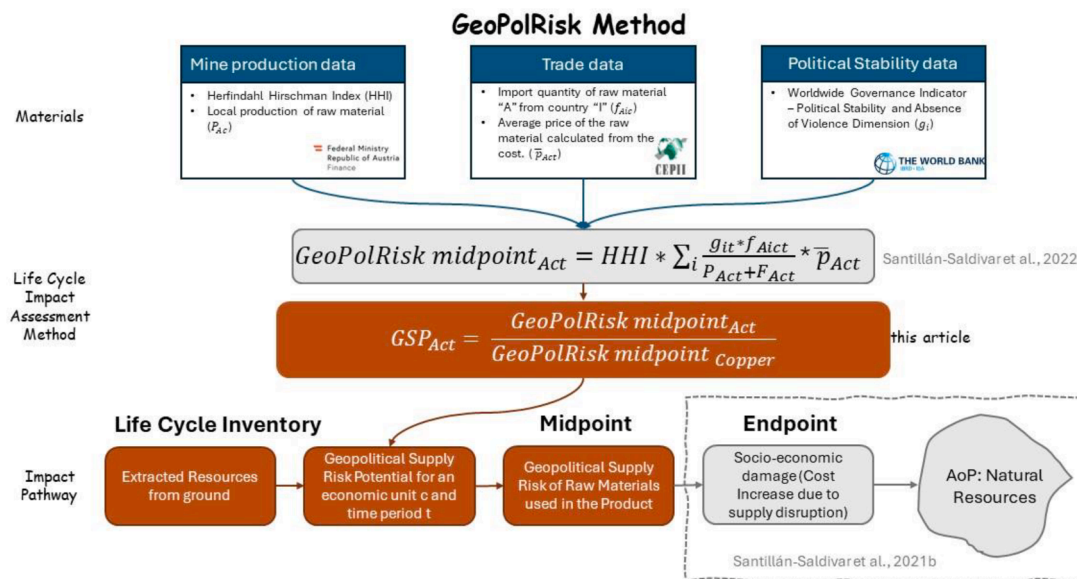 GeoPolRisk Method
Materials
Mine production data
• Herfindahl Hirschman Index (HHI)
• Local production of raw material
(P_Ac)
Federal Ministry
Republic of Austria
Finance
Trade data
• Import quantity of raw material
“A” from country “I” (f_Aic)
• Average price of the raw
material calculated from the
cost. (p̅_Act)
CEPII
Political Stability data
• Worldwide Governance Indicator
– Political Stability and Absence
of Violence Dimension (g_i)
THE WORLD BANK
IBRD • IDA
Life Cycle
Impact
Assessment
Method
GeoPolRisk midpoint_Act = HHI * ∑_i (g_it * f_Aict) / (P_Act + F_Act) * p̅_Act
Santillán-Saldivar et al., 2022
GSP_Act = GeoPolRisk midpoint_Act / GeoPolRisk midpoint_Copper
this article
Impact
Pathway
Life Cycle Inventory
Extracted Resources
from ground
Geopolitical Supply
Risk Potential for an
economic unit c and
time period t
Midpoint
Geopolitical Supply
Risk of Raw Materials
used in the Product
Endpoint
Socio-economic
damage (Cost
Increase due to
supply disruption)
AoP: Natural
Resources
Santillán-Saldivar et al., 2021b